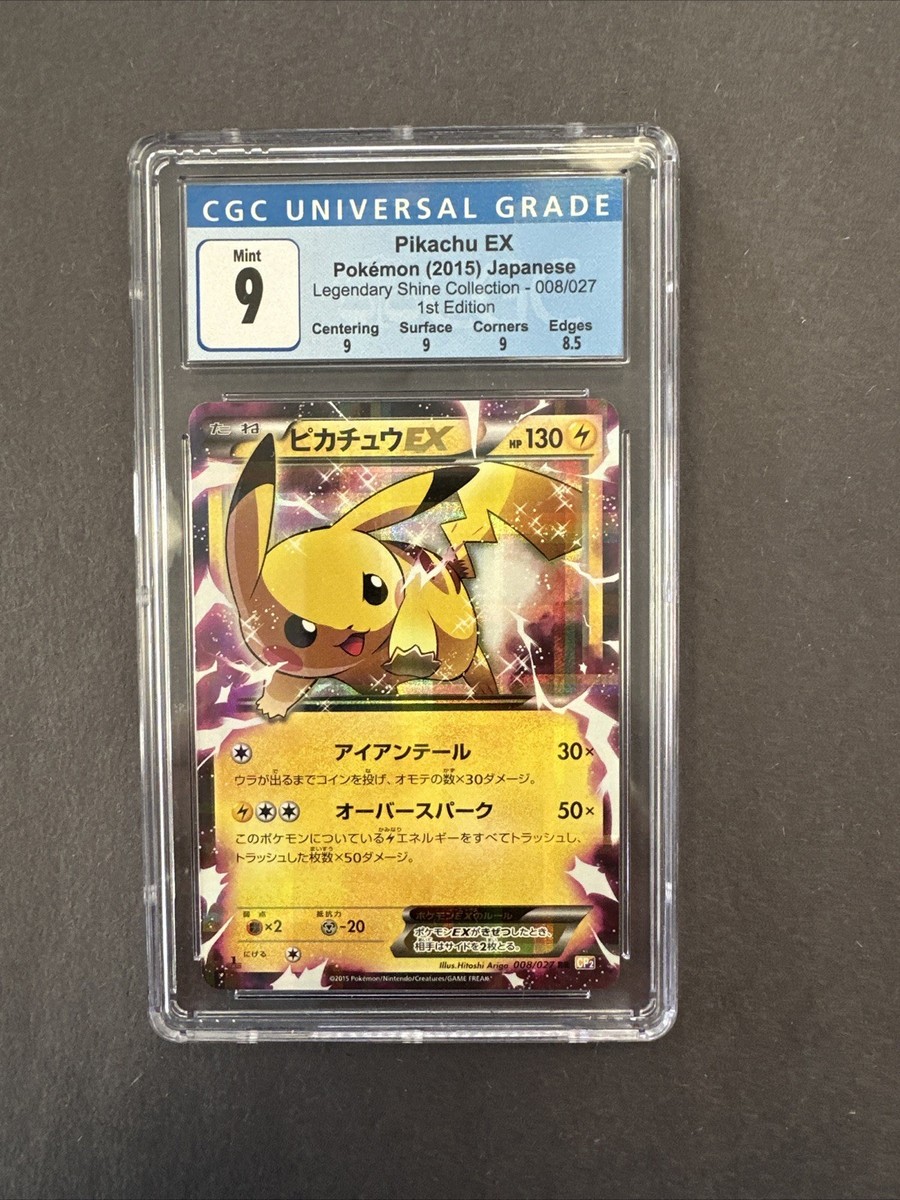 CGC UNIVERSAL GRADE
Mint
9
Pikachu EX
Pokémon (2015) Japanese
Legendary Shine Collection - 008/027
1st Edition
Centering Surface Corners Edges
9 9 9 8.5
たね ピカチュウEX HP130
アイアンテール 30×
ウラが出るまでコインを投げ、オモテの数×30ダメージ。
オーバースパーク 50×
このポケモンについているエネルギーをすべてトラッシュし、
トラッシュした枚数×50ダメージ。
弱点 ×2 抵抗力 -20
にげる
ポケモンEXのルール
ポケモンEXがきぜつしたとき、
相手はサイドを2枚とる。
Illus.Hitoshi Ariga 008/027 RR CP2
©2015 Pokémon/Nintendo/Creatures/GAME FREAK